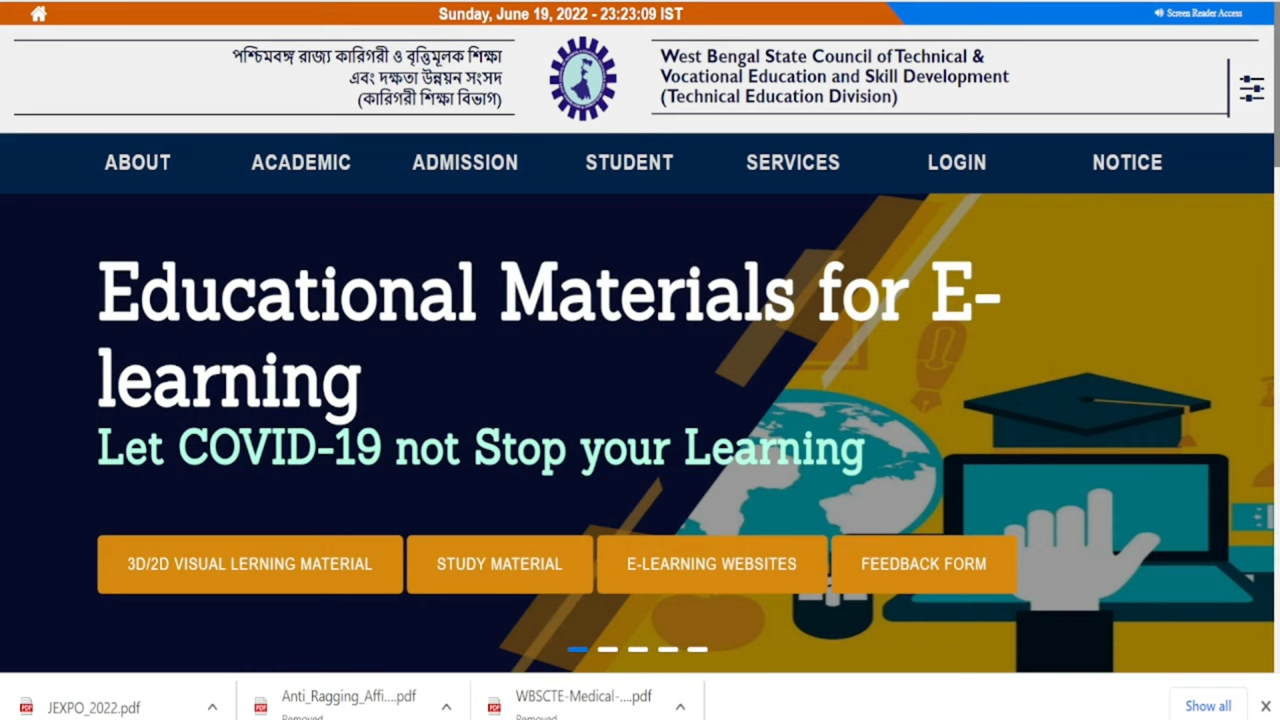 Sunday, June 19, 2022 - 23:23:09 IST
Screen Reader Access
পশ্চিমবঙ্গ রাজ্য কারিগরী ও বৃত্তিমূলক শিক্ষা
এবং দক্ষতা উন্নয়ন সংসদ
(কারিগরী শিক্ষা বিভাগ)
West Bengal State Council of Technical &
Vocational Education and Skill Development
(Technical Education Division)
ABOUT ACADEMIC ADMISSION STUDENT SERVICES LOGIN NOTICE
Educational Materials for E-
learning
Let COVID-19 not Stop your Learning
3D/2D VISUAL LERNING MATERIAL STUDY MATERIAL E-LEARNING WEBSITES FEEDBACK FORM
JEXPO_2022.pdf
Anti_Ragging_Affi....pdf
Removed
WBSCTE-Medical-....pdf
Removed
Show all